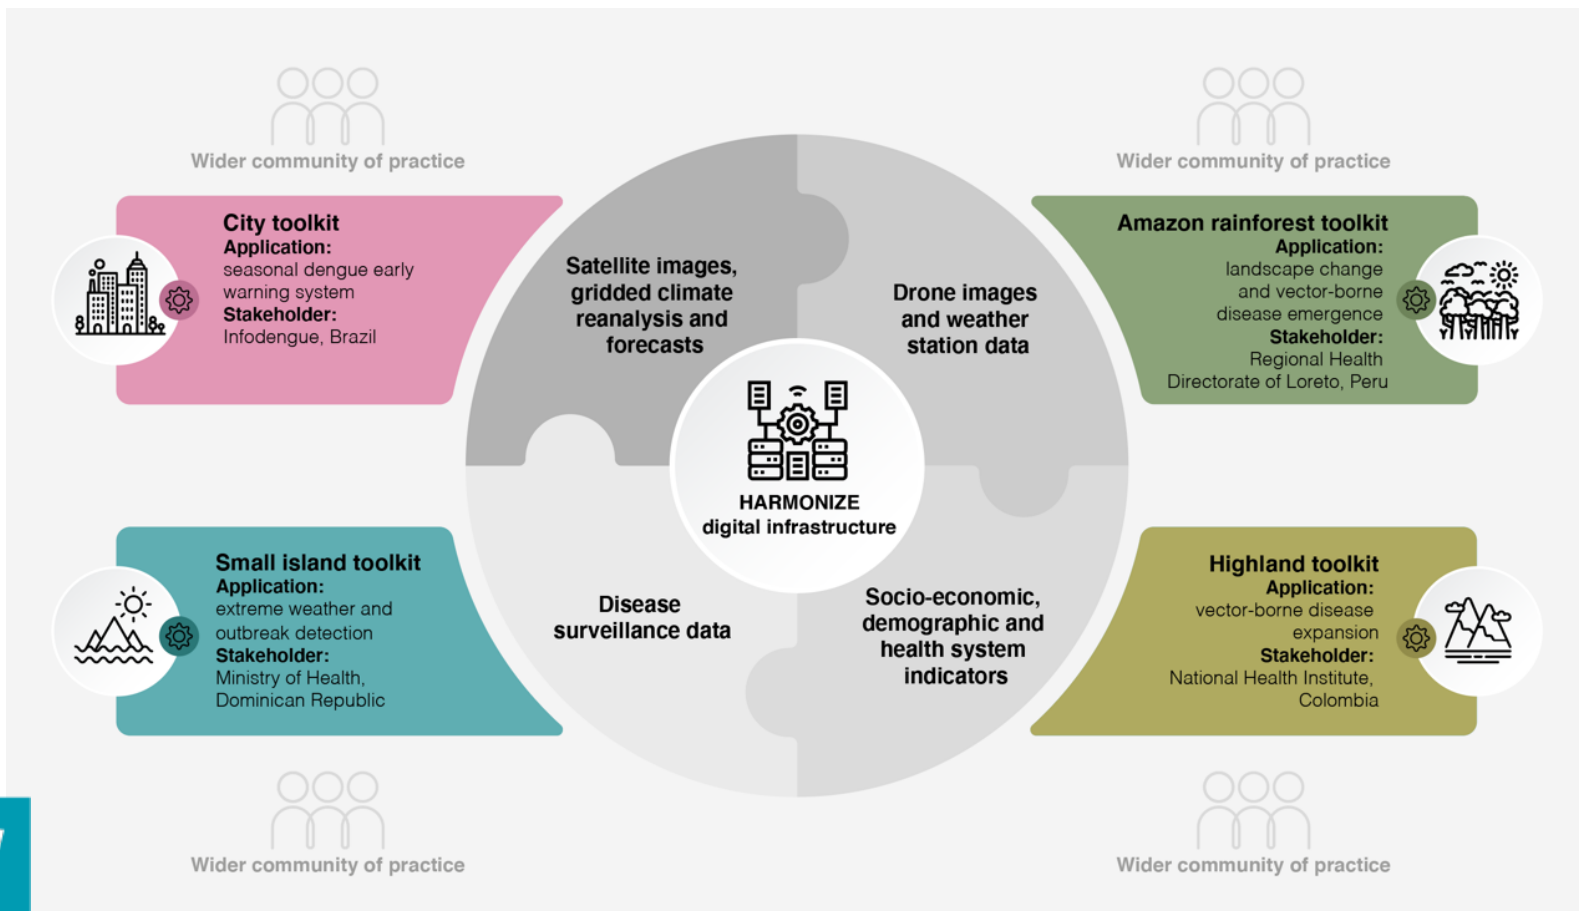 Wider community of practice
Wider community of practice
City toolkit
Application:
seasonal dengue early
warning system
Stakeholder:
Infodengue, Brazil
Satellite images,
gridded climate
reanalysis and
forecasts
Drone images
and weather
station data
Amazon rainforest toolkit
Application:
landscape change
and vector-borne
disease emergence
Stakeholder:
Regional Health
Directorate of Loreto, Peru
HARMONIZE
digital infrastructure
Small island toolkit
Application:
extreme weather and
outbreak detection
Stakeholder:
Ministry of Health,
Dominican Republic
Disease
surveillance data
Socio-economic,
demographic and
health system
indicators
Highland toolkit
Application:
vector-borne disease
expansion
Stakeholder:
National Health Institute,
Colombia
Wider community of practice
Wider community of practice